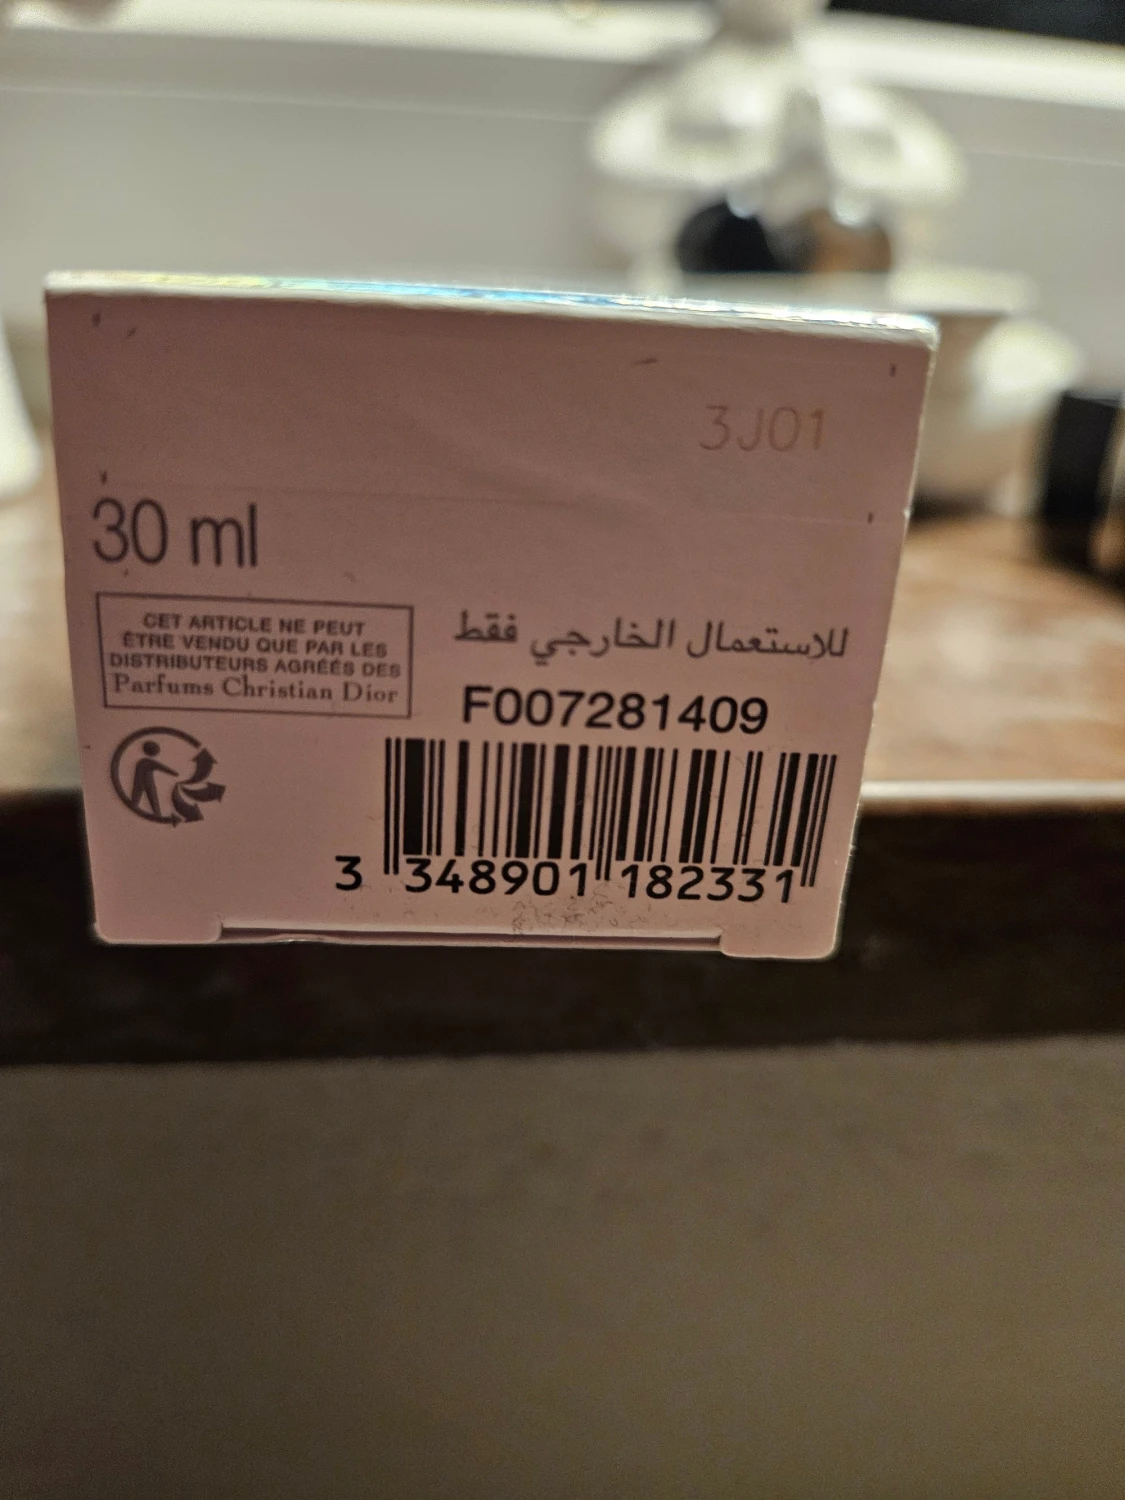 3J01
30 ml
CET ARTICLE NE PEUT
ÊTRE VENDU QUE PAR LES
DISTRIBUTEURS AGRÉÉS DES
Parfums Christian Dior
للاستعمال الخارجي فقط
F007281409
3 348901 182331